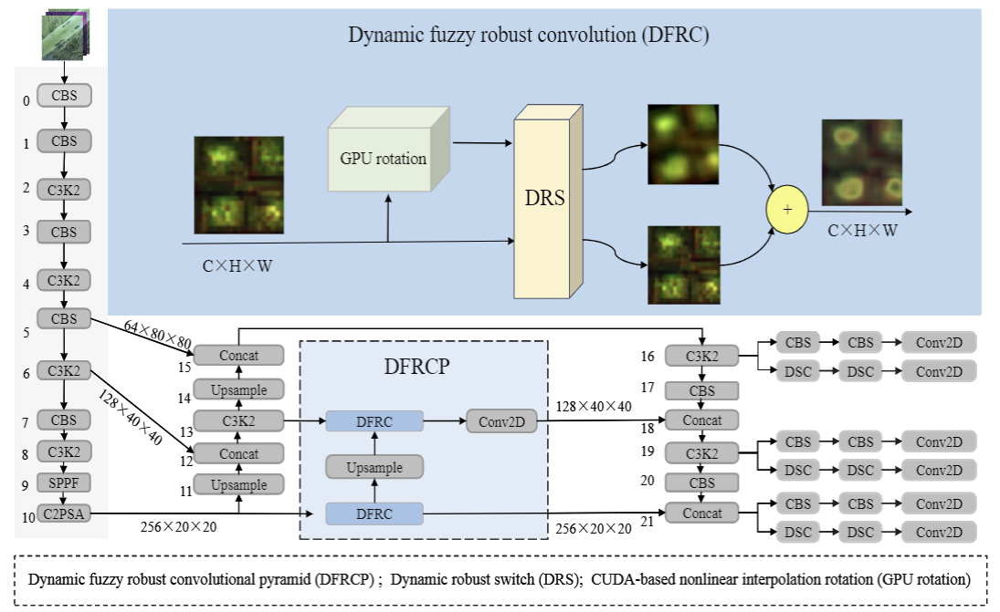 Dynamic fuzzy robust convolution (DFRC)
GPU rotation
DRS
+
C×H×W
C×H×W
0
CBS
1
CBS
2
C3K2
3
CBS
4
C3K2
5
CBS
6
C3K2
7
CBS
8
C3K2
9
SPPF
10
C2PSA
64×80×80
128×40×40
256×20×20
Concat
15
Upsample
14
C3K2
13
Concat
12
Upsample
11
DFRCP
DFRC
Conv2D
Upsample
DFRC
128×40×40
256×20×20
16
C3K2
17
CBS
18
Concat
19
C3K2
20
CBS
21
Concat
CBS CBS Conv2D
DSC DSC Conv2D
CBS CBS Conv2D
DSC DSC Conv2D
CBS CBS Conv2D
DSC DSC Conv2D
Dynamic fuzzy robust convolutional pyramid (DFRCP) ; Dynamic robust switch (DRS); CUDA-based nonlinear interpolation rotation (GPU rotation)